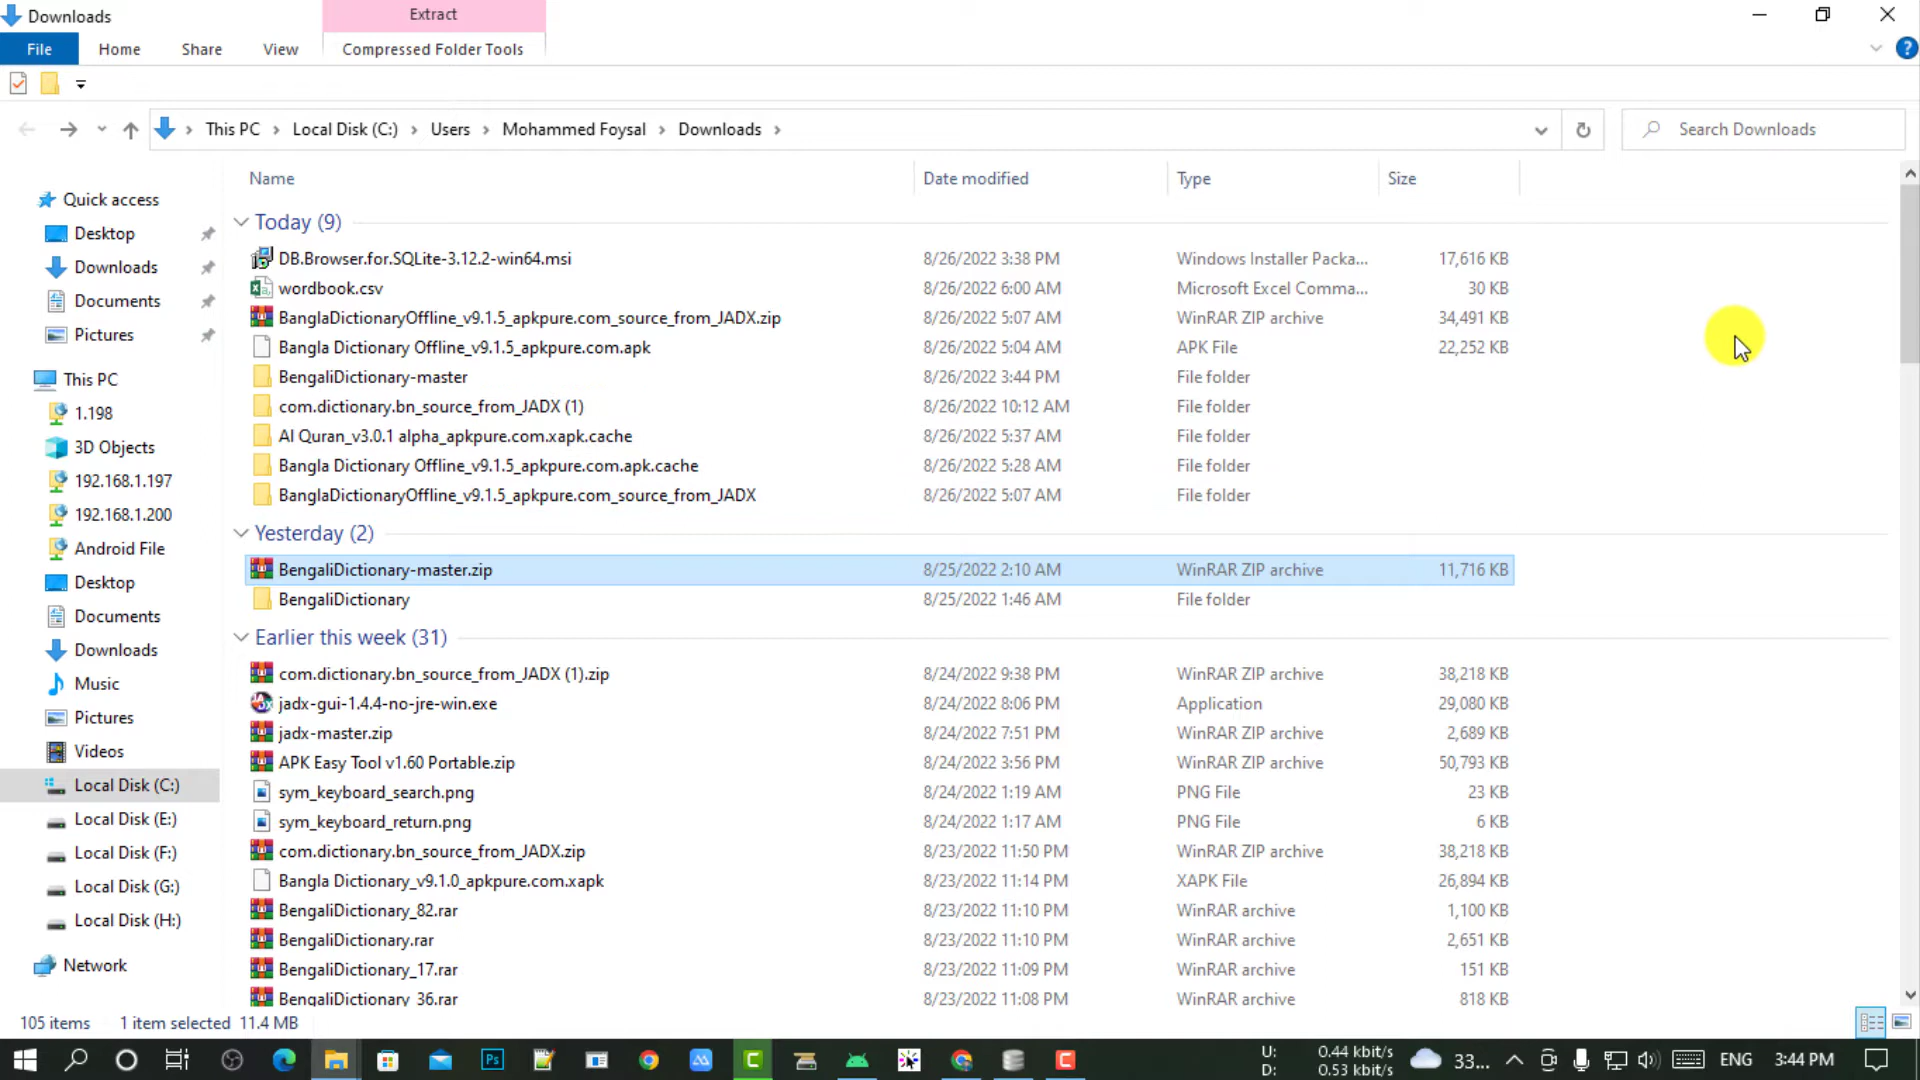 Downloads
Extract
File
Home
Share
View
Compressed Folder Tools
This PC
Local Disk (C:)
Users
Mohammed Foysal
Downloads
Search Downloads
Name
Date modified
Type
Size
Quick access
Desktop
Downloads
Documents
Pictures
This PC
1.198
3D Objects
192.168.1.197
192.168.1.200
Android File
Desktop
Documents
Downloads
Music
Pictures
Videos
Local Disk (C:)
Local Disk (E:)
Local Disk (F:)
Local Disk (G:)
Local Disk (H:)
Network
Today (9)
DB.Browser.for.SQLite-3.12.2-win64.msi 8/26/2022 3:38 PM Windows Installer Packa... 17,616 KB
wordbook.csv 8/26/2022 6:00 AM Microsoft Excel Comma... 30 KB
BanglaDictionaryOffline_v9.1.5_apkpure.com_source_from_JADX.zip 8/26/2022 5:07 AM WinRAR ZIP archive 34,491 KB
Bangla Dictionary Offline_v9.1.5_apkpure.com.apk 8/26/2022 5:04 AM APK File 22,252 KB
BengaliDictionary-master 8/26/2022 3:44 PM File folder
com.dictionary.bn_source_from_JADX (1) 8/26/2022 10:12 AM File folder
Al Quran_v3.0.1 alpha_apkpure.com.xapk.cache 8/26/2022 5:37 AM File folder
Bangla Dictionary Offline_v9.1.5_apkpure.com.apk.cache 8/26/2022 5:28 AM File folder
BanglaDictionaryOffline_v9.1.5_apkpure.com_source_from_JADX 8/26/2022 5:07 AM File folder
Yesterday (2)
BengaliDictionary-master.zip 8/25/2022 2:10 AM WinRAR ZIP archive 11,716 KB
BengaliDictionary 8/25/2022 1:46 AM File folder
Earlier this week (31)
com.dictionary.bn_source_from_JADX (1).zip 8/24/2022 9:38 PM WinRAR ZIP archive 38,218 KB
jadx-gui-1.4.4-no-jre-win.exe 8/24/2022 8:06 PM Application 29,080 KB
jadx-master.zip 8/24/2022 7:51 PM WinRAR ZIP archive 2,689 KB
APK Easy Tool v1.60 Portable.zip 8/24/2022 3:56 PM WinRAR ZIP archive 50,793 KB
sym_keyboard_search.png 8/24/2022 1:19 AM PNG File 23 KB
sym_keyboard_return.png 8/24/2022 1:17 AM PNG File 6 KB
com.dictionary.bn_source_from_JADX.zip 8/23/2022 11:50 PM WinRAR ZIP archive 38,218 KB
Bangla Dictionary_v9.1.0_apkpure.com.xapk 8/23/2022 11:14 PM XAPK File 26,894 KB
BengaliDictionary_82.rar 8/23/2022 11:10 PM WinRAR archive 1,100 KB
BengaliDictionary.rar 8/23/2022 11:10 PM WinRAR archive 2,651 KB
BengaliDictionary_17.rar 8/23/2022 11:09 PM WinRAR archive 151 KB
BengaliDictionary_36.rar 8/23/2022 11:08 PM WinRAR archive 818 KB
105 items 1 item selected 11.4 MB
U: 0.44 kbit/s
D: 0.53 kbit/s
33...
ENG
3:44 PM